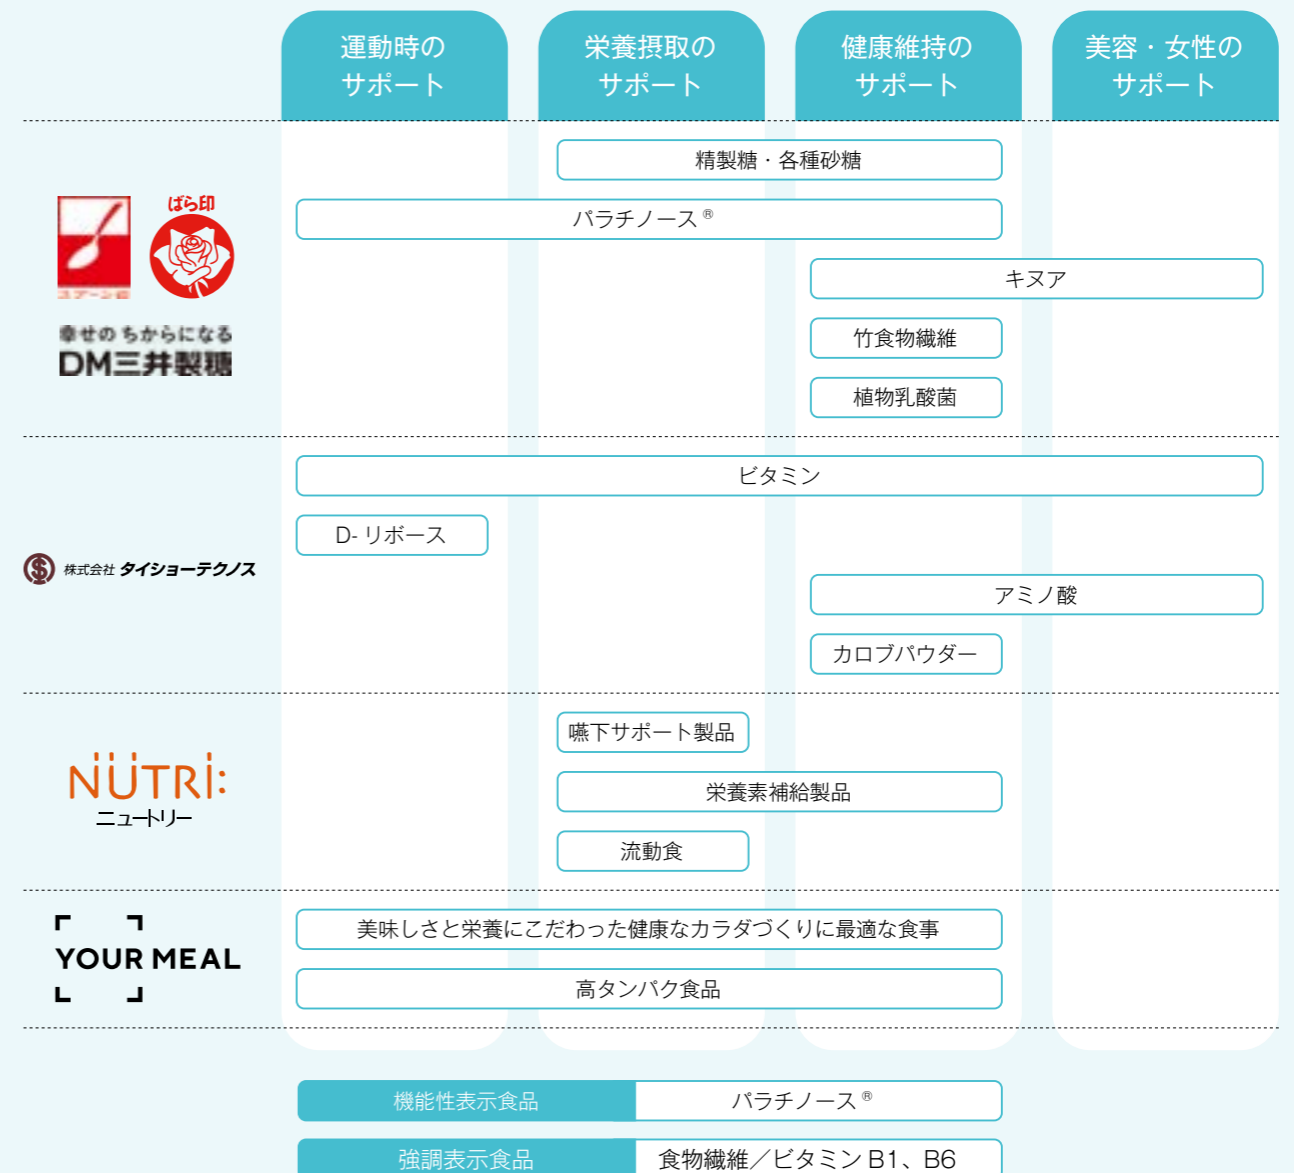 運動時の
サポート
栄養摂取の
サポート
健康維持の
サポート
美容・女性の
サポート
ばら印
スプーン印
幸せのちからになる
DM三井製糖
精製糖・各種砂糖
パラチノース®
キヌア
竹食物繊維
植物乳酸菌
株式会社 タイショーテクノス
ビタミン
D-リボース
アミノ酸
カロブパウダー
NUTRI:
ニュートリー
嚥下サポート製品
栄養素補給製品
流動食
YOUR MEAL
美味しさと栄養にこだわった健康なカラダづくりに最適な食事
高タンパク食品
機能性表示食品 パラチノース®
強調表示食品 食物繊維／ビタミン B1、B6